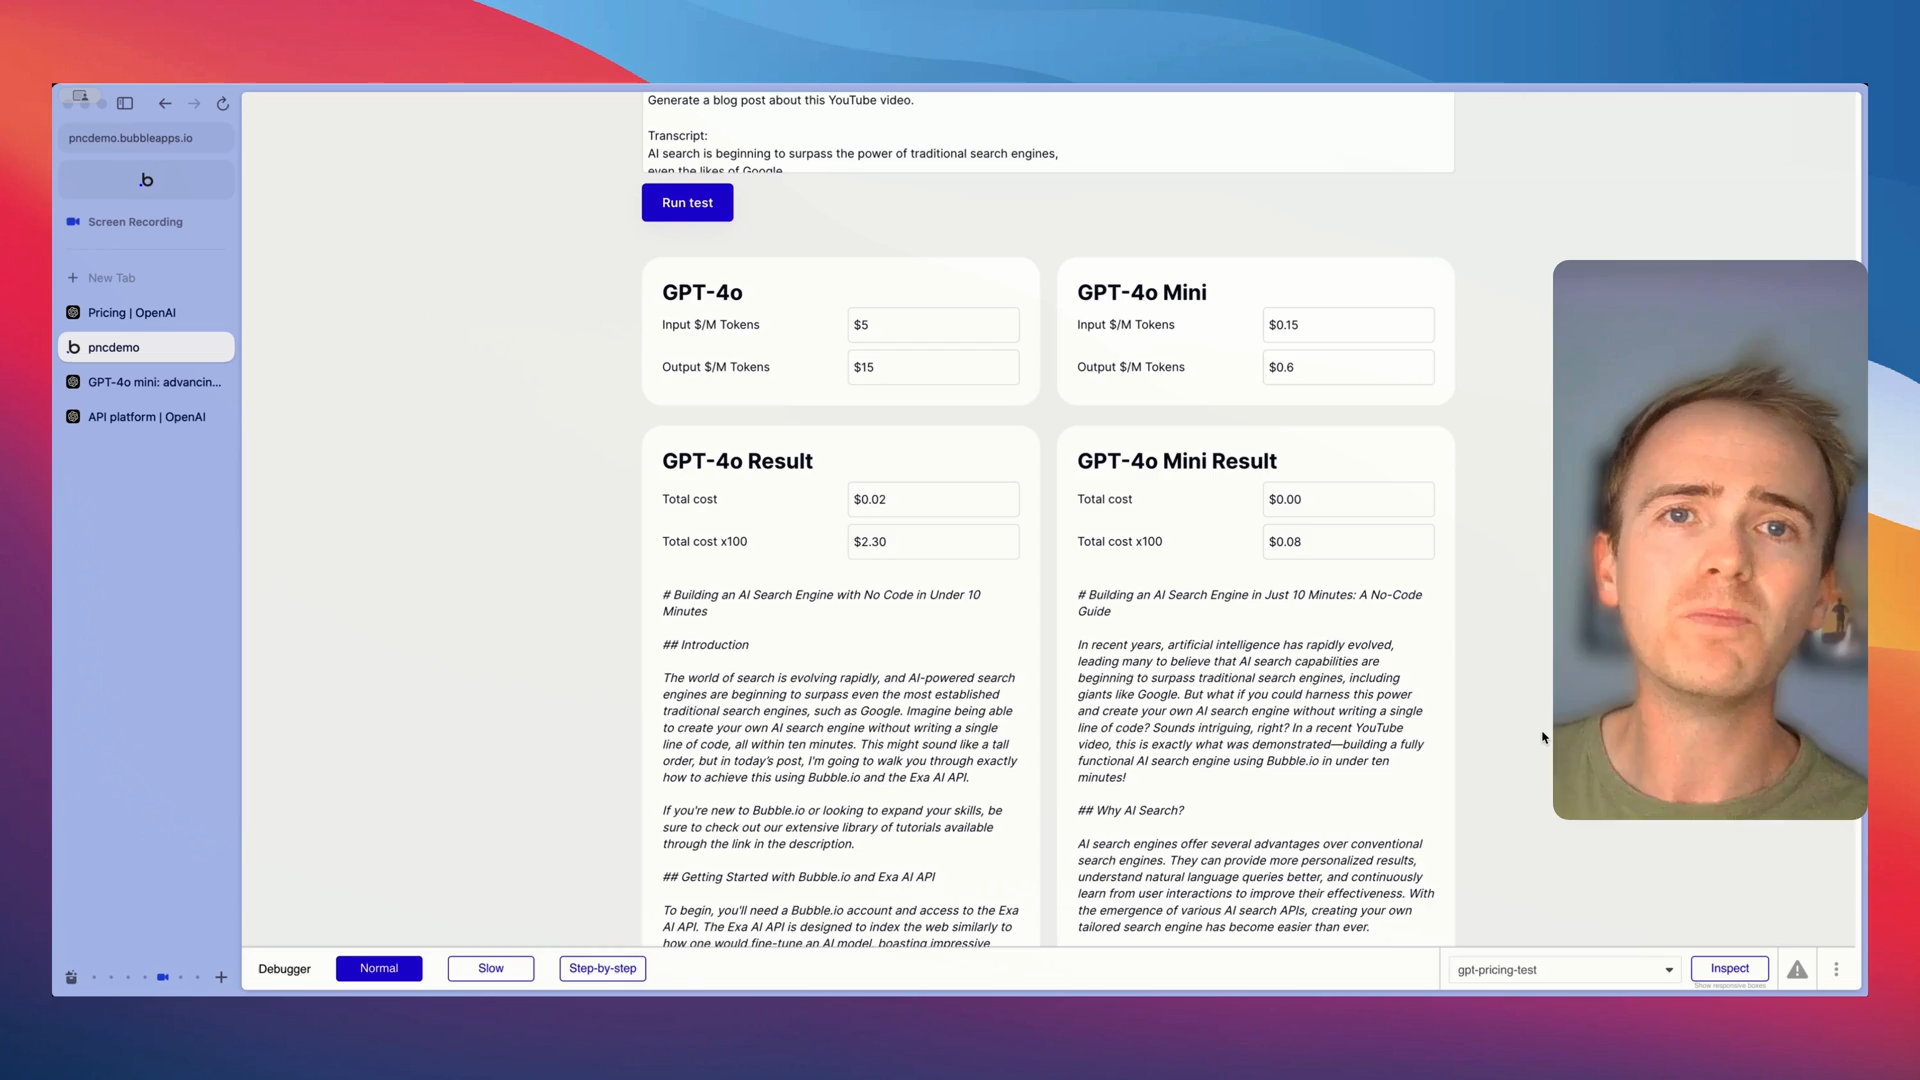 pncdemo.bubbleapps.io
.b
Screen Recording
New Tab
Pricing | OpenAI
.b pncdemo
GPT-4o mini: advancin...
API platform | OpenAI
Generate a blog post about this YouTube video.
Transcript:
AI search is beginning to surpass the power of traditional search engines,
even the likes of Google
Run test
GPT-4o
Input $/M Tokens
$5
Output $/M Tokens
$15
GPT-4o Mini
Input $/M Tokens
$0.15
Output $/M Tokens
$0.6
GPT-4o Result
Total cost
$0.02
Total cost x100
$2.30
# Building an AI Search Engine with No Code in Under 10
Minutes
## Introduction
The world of search is evolving rapidly, and AI-powered search
engines are beginning to surpass even the most established
traditional search engines, such as Google. Imagine being able
to create your own AI search engine without writing a single
line of code, all within ten minutes. This might sound like a tall
order, but in today's post, I'm going to walk you through exactly
how to achieve this using Bubble.io and the Exa AI API.
If you're new to Bubble.io or looking to expand your skills, be
sure to check out our extensive library of tutorials available
through the link in the description.
## Getting Started with Bubble.io and Exa AI API
To begin, you'll need a Bubble.io account and access to the Exa
AI API. The Exa AI API is designed to index the web similarly to
how one would fine-tune an AI model, boasting impressive
GPT-4o Mini Result
Total cost
$0.00
Total cost x100
$0.08
# Building an AI Search Engine in Just 10 Minutes: A No-Code
Guide
In recent years, artificial intelligence has rapidly evolved,
leading many to believe that AI search capabilities are
beginning to surpass traditional search engines, including
giants like Google. But what if you could harness this power
and create your own AI search engine without writing a single
line of code? Sounds intriguing, right? In a recent YouTube
video, this is exactly what was demonstrated—building a fully
functional AI search engine using Bubble.io in under ten
minutes!
## Why AI Search?
AI search engines offer several advantages over conventional
search engines. They can provide more personalized results,
understand natural language queries better, and continuously
learn from user interactions to improve their effectiveness. With
the emergence of various AI search APIs, creating your own
tailored search engine has become easier than ever.
Debugger
Normal
Slow
Step-by-step
gpt-pricing-test
Inspect
Show responsive boxes